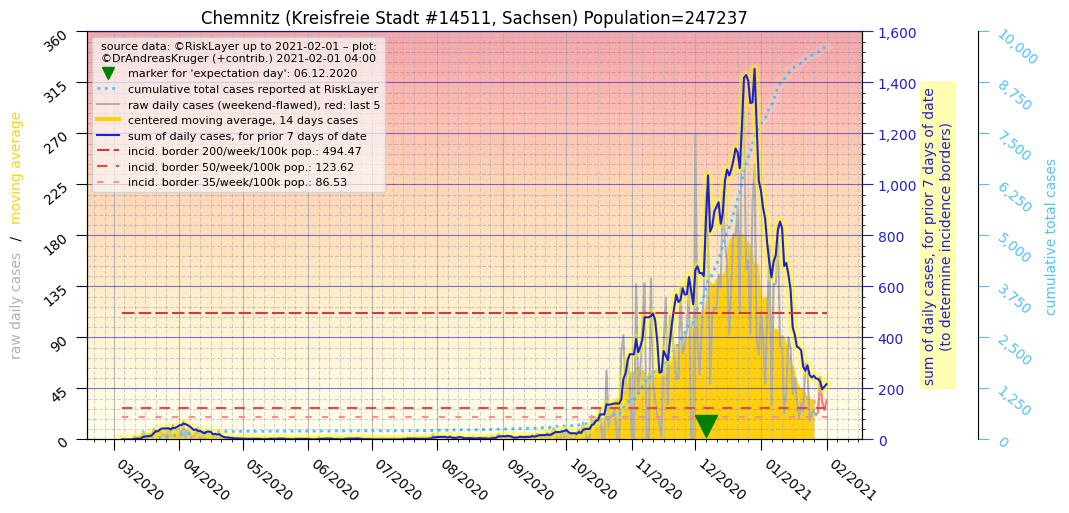 Chemnitz (Kreisfreie Stadt #14511, Sachsen) Population=247237
source data: ©RiskLayer up to 2021-02-01 – plot:
©DrAndreasKruger (+contrib.) 2021-02-01 04:00
marker for 'expectation day': 06.12.2020
cumulative total cases reported at RiskLayer
raw daily cases (weekend-flawed), red: last 5
centered moving average, 14 days cases
sum of daily cases, for prior 7 days of date
incid. border 200/week/100k pop.: 494.47
incid. border 50/week/100k pop.: 123.62
incid. border 35/week/100k pop.: 86.53
raw daily cases / moving average
360
315
270
225
180
135
90
45
0
03/2020
04/2020
05/2020
06/2020
07/2020
08/2020
09/2020
10/2020
11/2020
12/2020
01/2021
02/2021
1,600
1,400
1,200
1,000
800
600
400
200
0
sum of daily cases, for prior 7 days of date
(to determine incidence borders)
10,000
8,750
7,500
6,250
5,000
3,750
2,500
1,250
0
cumulative total cases